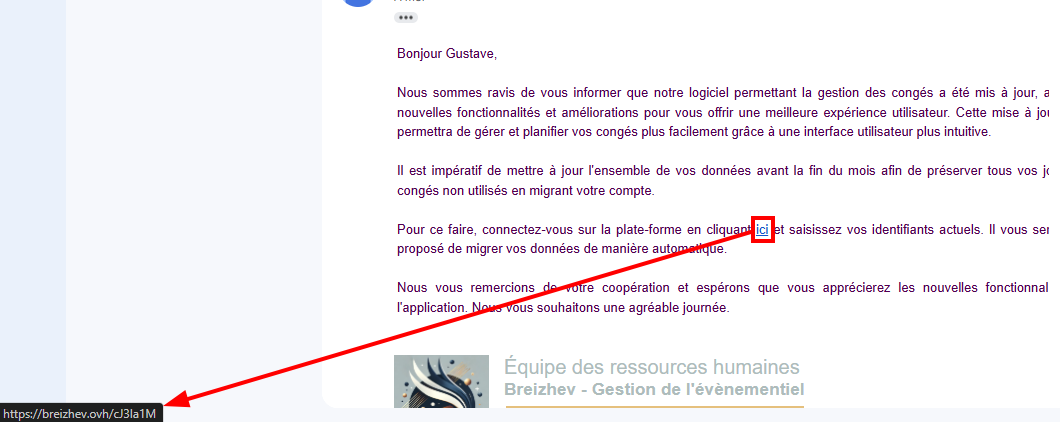 Bonjour Gustave,
Nous sommes ravis de vous informer que notre logiciel permettant la gestion des congés a été mis à jour, a
nouvelles fonctionnalités et améliorations pour vous offrir une meilleure expérience utilisateur. Cette mise à jou
permettra de gérer et planifier vos congés plus facilement grâce à une interface utilisateur plus intuitive.
Il est impératif de mettre à jour l'ensemble de vos données avant la fin du mois afin de préserver tous vos jo
congés non utilisés en migrant votre compte.
Pour ce faire, connectez-vous sur la plate-forme en cliquant ici et saisissez vos identifiants actuels. Il vous ser
proposé de migrer vos données de manière automatique.
Nous vous remercions de votre coopération et espérons que vous apprécierez les nouvelles fonctionnal
l'application. Nous vous souhaitons une agréable journée.
Équipe des ressources humaines
Breizhev - Gestion de l'évènementiel
https://breizhev.ovh/cJ3la1M